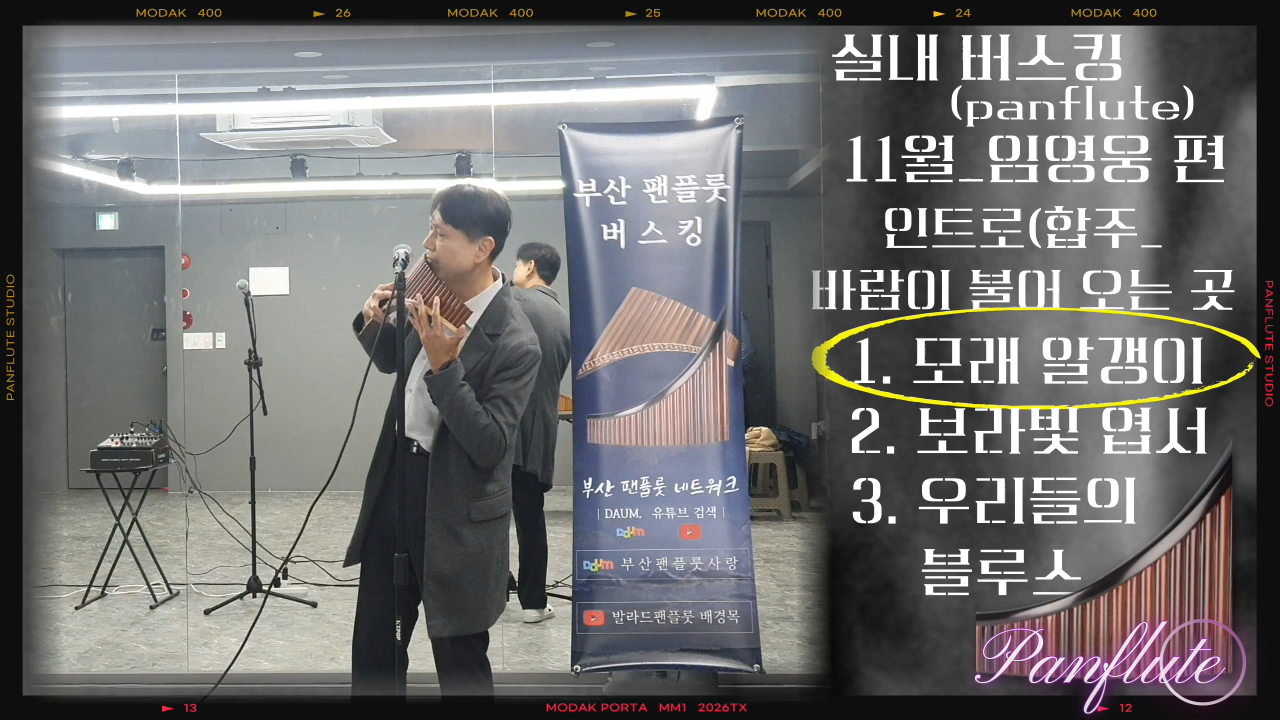 MODAK 400 26 MODAK 400 25 MODAK 400 24 MODAK 400
실내 버스킹
(panflute)
11월_임영웅 편
인트로(합주_
바람이 불어 오는 곳
1. 모래 알갱이
2. 보라빛 엽서
3. 우리들의
블루스
Panflute
부산 팬플룻
버스킹
부산 팬플룻 네트워크
| DAUM. 유튜브 검색 |
Daum
Daum 부산팬플룻사랑
발라드팬플룻 배경목
K-POP
PANFLUTE STUDIO
PANFLUTE STUDIO
13 MODAK PORTA MM1 2026TX 12